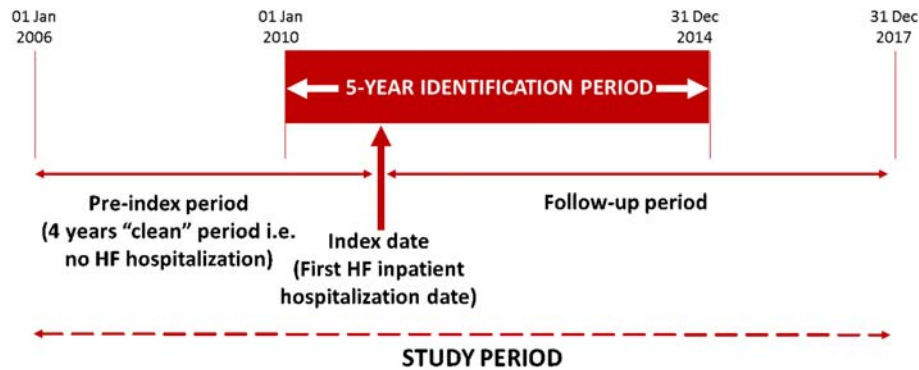 01 Jan
2006
01 Jan
2010
31 Dec
2014
31 Dec
2017
5-YEAR IDENTIFICATION PERIOD
Pre-index period
(4 years “clean” period i.e.
no HF hospitalization)
Index date
(First HF inpatient
hospitalization date)
Follow-up period
STUDY PERIOD